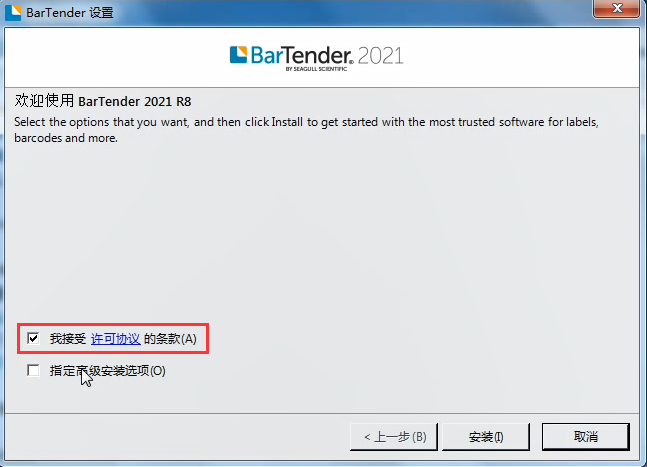 BarTender 设置
BarTender® 2021
BY SEAGULL SCIENTIFIC
欢迎使用 BarTender 2021 R8
Select the options that you want, and then click Install to get started with the most trusted software for labels,
barcodes and more.
我接受 许可协议 的条款(A)
指定高级安装选项(O)
< 上一步(B)
安装(I)
取消